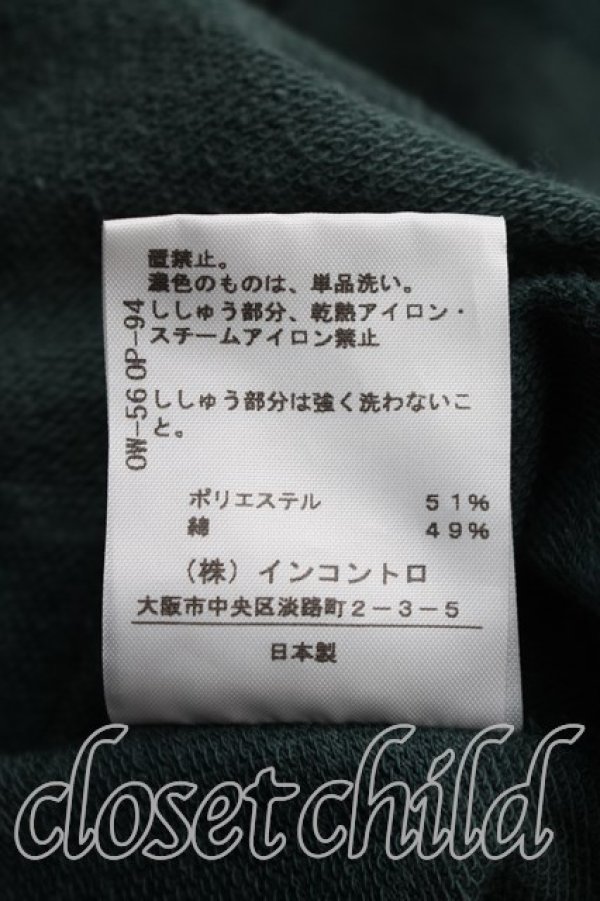 置禁止。
濃色のものは、単品洗い。
ししゅう部分、乾熱アイロン・
スチームアイロン禁止
ししゅう部分は強く洗わないこ
と。
OW-56 OP-94
ポリエステル 51%
綿 49%
(株)インコントロ
大阪市中央区淡路町2-3-5
日本製
closet child